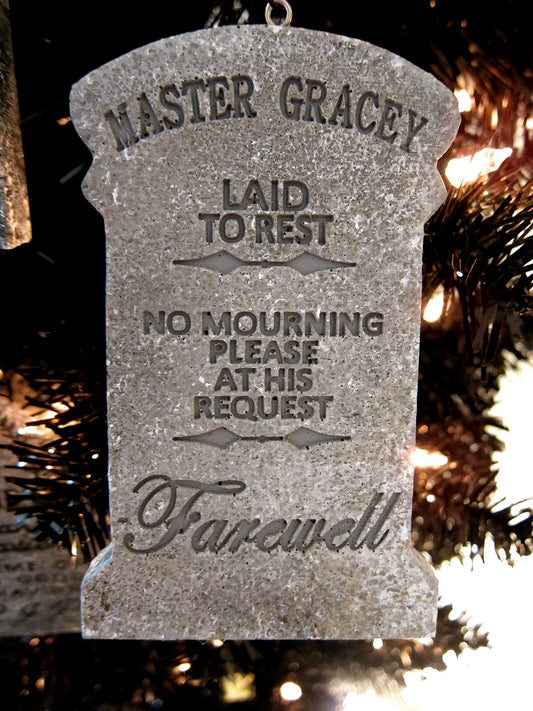 MASTER GRACEY
LAID
TO REST
NO MOURNING
PLEASE
AT HIS
REQUEST
Farewell